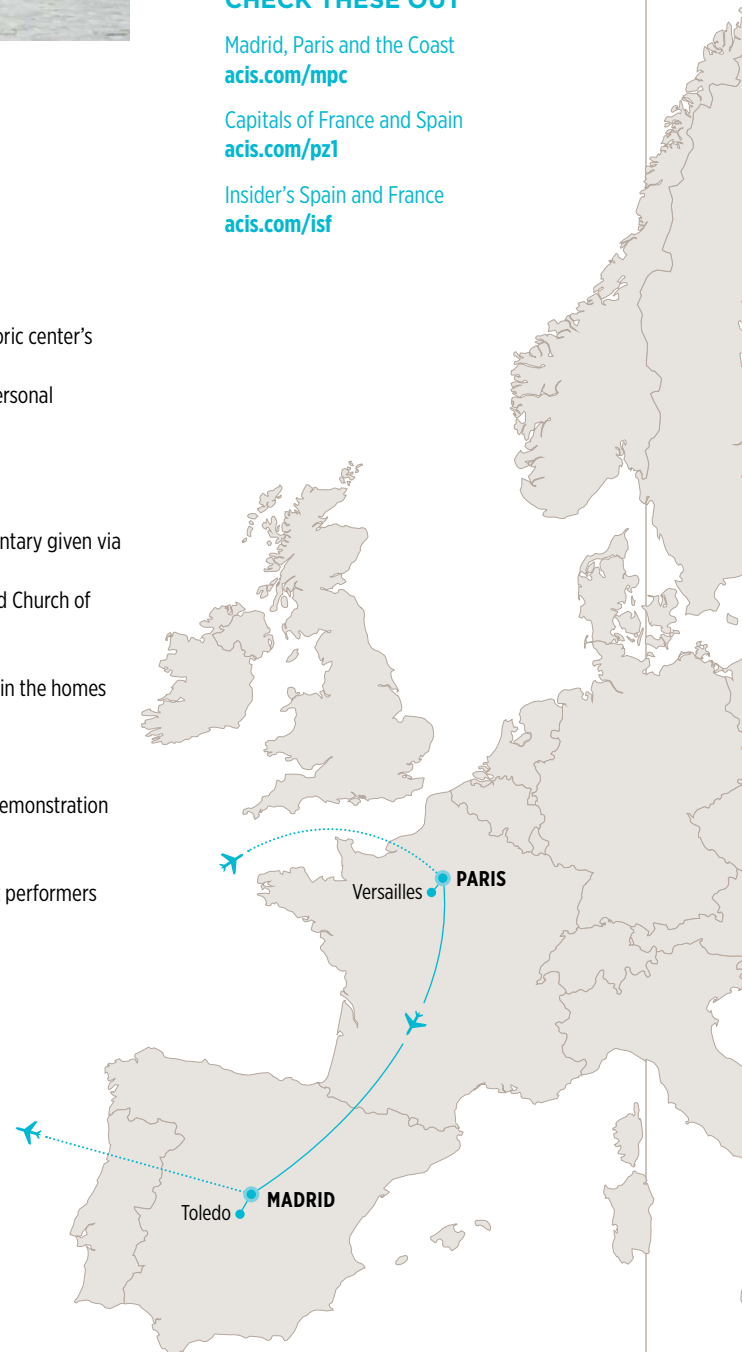 CHECK THESE OUT
Madrid, Paris and the Coast
acis.com/mpc
Capitals of France and Spain
acis.com/pz1
Insider’s Spain and France
acis.com/isf
oric center’s
ersonal
ntary given via
d Church of
in the homes
emonstration
performers
PARIS
Versailles
MADRID
Toledo